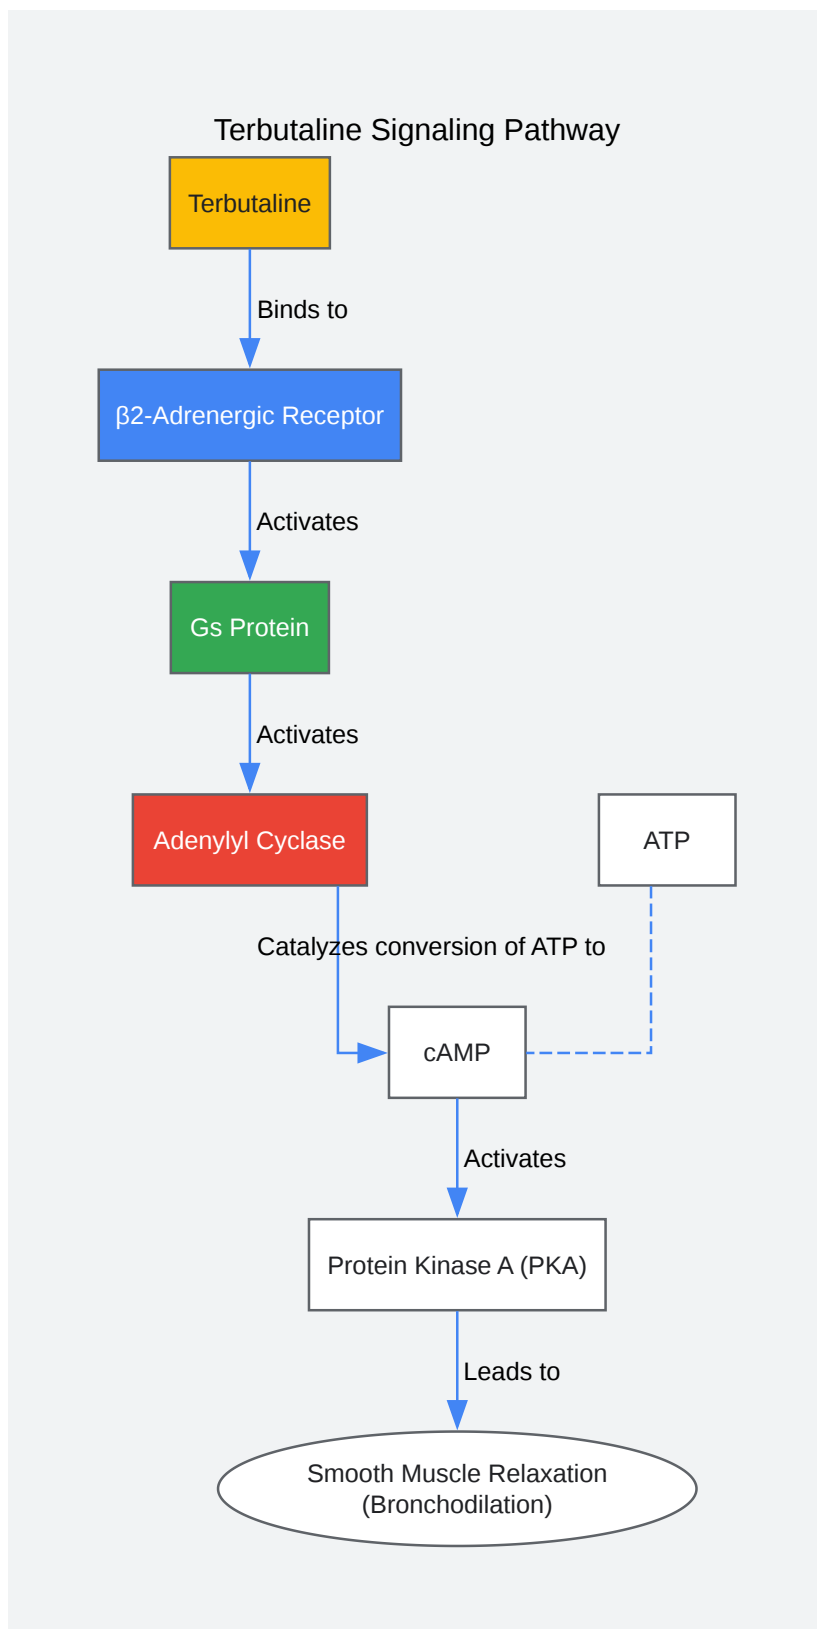 Terbutaline Signaling Pathway
Terbutaline
Binds to
β2-Adrenergic Receptor
Activates
Gs Protein
Activates
Adenylyl Cyclase
ATP
Catalyzes conversion of ATP to
cAMP
Activates
Protein Kinase A (PKA)
Leads to
Smooth Muscle Relaxation
(Bronchodilation)